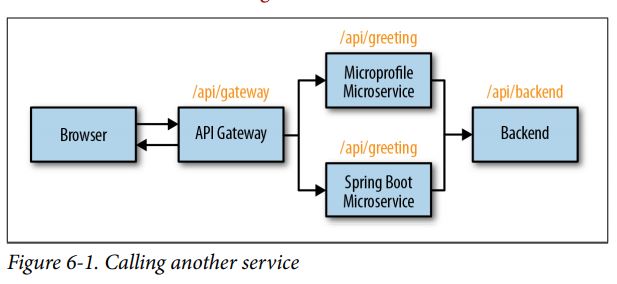 /api/greeting
Microprofile
Microservice
/api/gateway
/api/backend
Browser
API Gateway
Backend
/api/greeting
Spring Boot
Microservice
Figure 6-1. Calling another service